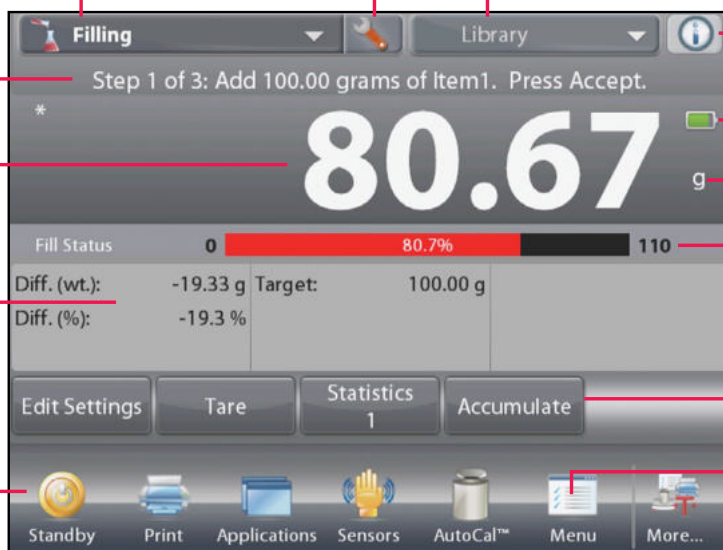 Filling Library
Step 1 of 3: Add 100.00 grams of Item1. Press Accept.
*
80.67
g
Fill Status 0 80.7% 110
Diff. (wt.): -19.33 g Target: 100.00 g
Diff. (%): -19.3 %
Edit Settings Tare Statistics Accumulate
1
Standby Print Applications Sensors AutoCal™ Menu More...